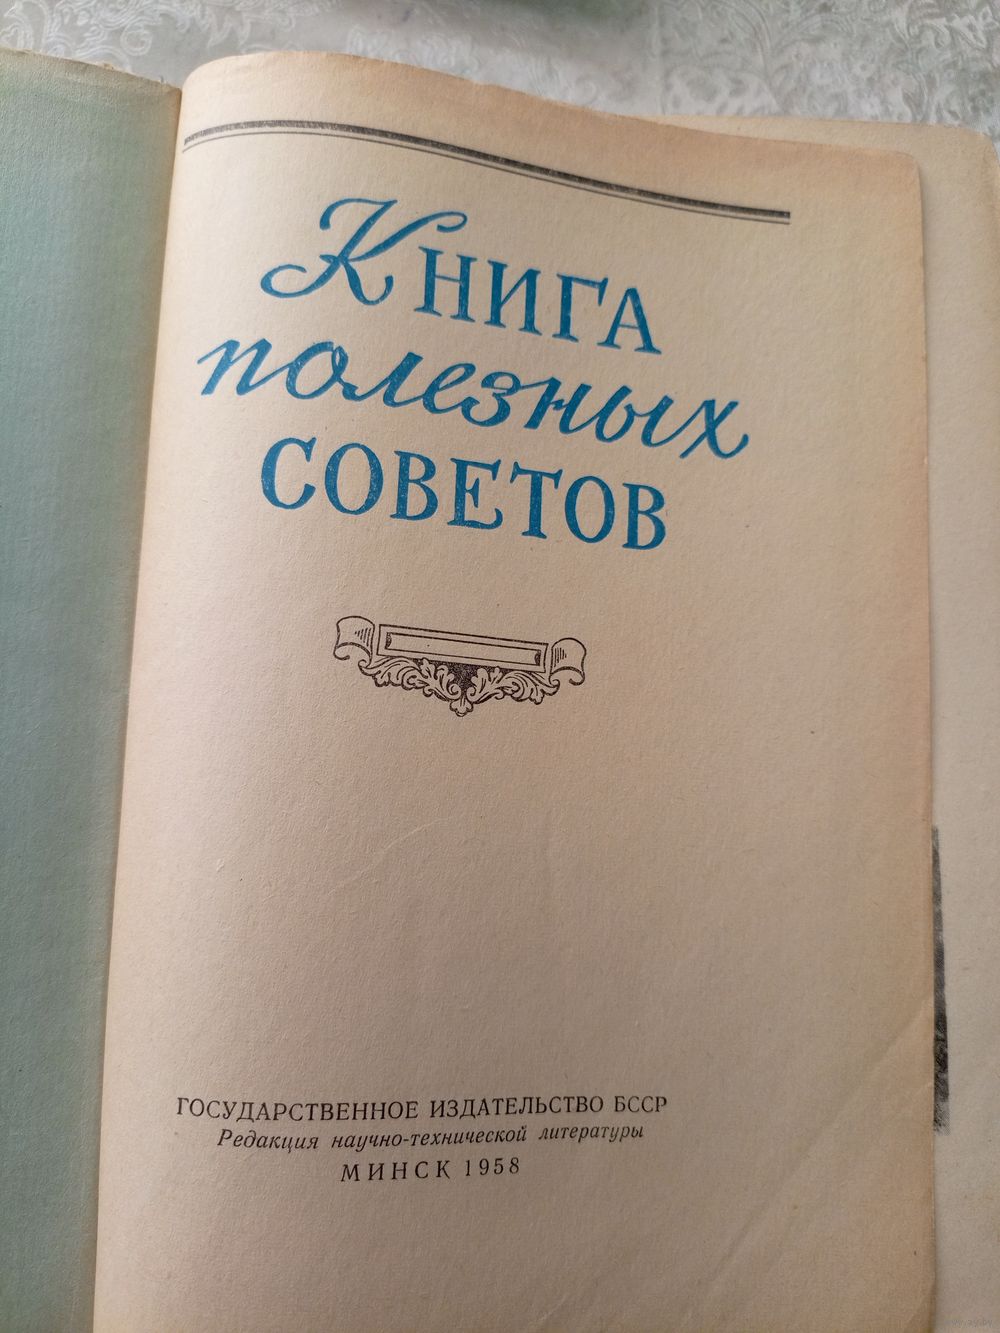 Книга
полезных
СОВЕТОВ
ГОСУДАРСТВЕННОЕ ИЗДАТЕЛЬСТВО БССР
Редакция научно-технической литературы
МИНСК 1958